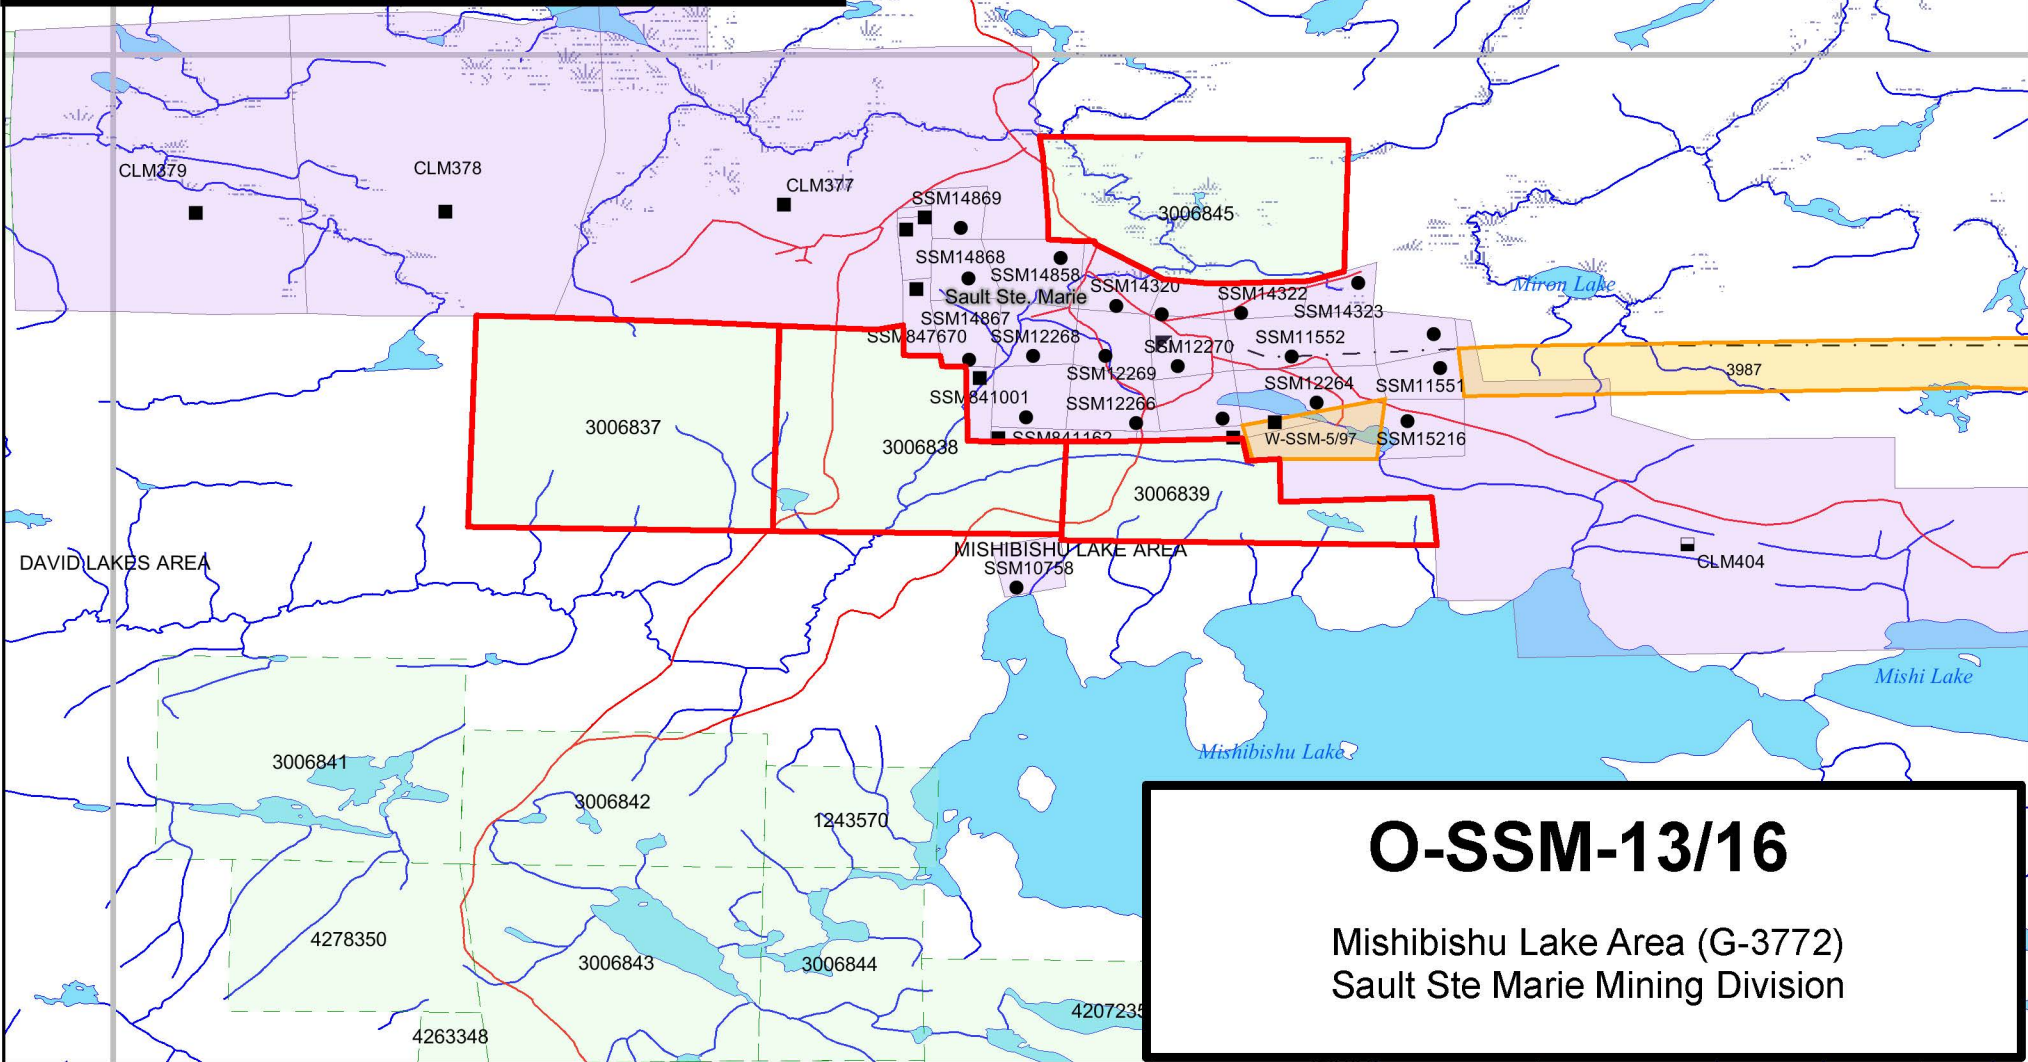 CLM379
CLM378
CLM377
SSM14869
3006845
SSM14868
SSM14858
SSM14320
SSM14322
SSM14323
Miron Lake
Sault Ste. Marie
SSM14867
SSM847670
SSM12268
SSM12270
SSM11552
SSM12269
SSM12264
SSM11551
3987
SSM841001
SSM12266
3006837
3006838
SSM841162
W-SSM-5/97
SSM15216
3006839
MISHIBISHU LAKE AREA
SSM10758
DAVID LAKES AREA
CLM404
Mishi Lake
Mishibishu Lake
3006841
3006842
1243570
4278350
3006843
3006844
4207235
4263348
O-SSM-13/16
Mishibishu Lake Area (G-3772)
Sault Ste Marie Mining Division